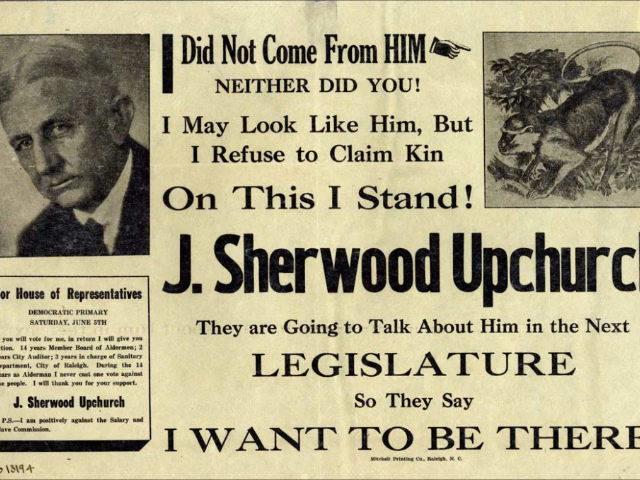 I Did Not Come From HIM
NEITHER DID YOU!
I May Look Like Him, But
I Refuse to Claim Kin
On This I Stand!
J. Sherwood Upchurch
They are Going to Talk About Him in the Next
LEGISLATURE
So They Say
I WANT TO BE THERE
Mitchell Printing Co., Raleigh, N. C.
or House of Representatives
DEMOCRATIC PRIMARY
SATURDAY, JUNE 5TH
you will vote for me, in return I will give you
tion. 14 years Member Board of Aldermen; 2
ears City Auditor; 3 years in charge of Sanitary
epartment, City of Raleigh. During the 14
ars as Alderman I never cast one vote against
e people. I will thank you for your support.
J. Sherwood Upchurch
P.S.—I am positively against the Salary and
ave Commission.